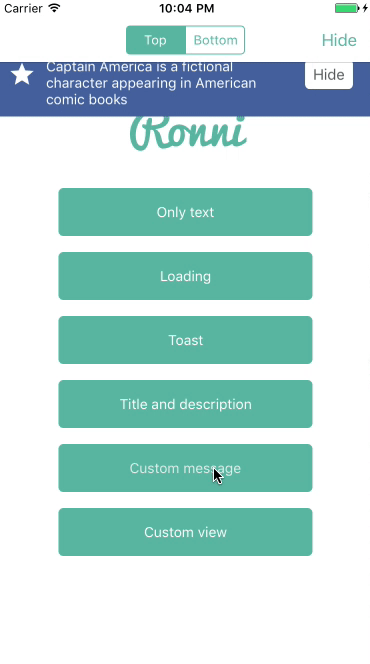 Carrier 10:04 PM
Top Bottom Hide
Captain America is a fictional
character appearing in American
comic books
Hide
Ronni
Only text
Loading
Toast
Title and description
Custom message
Custom view